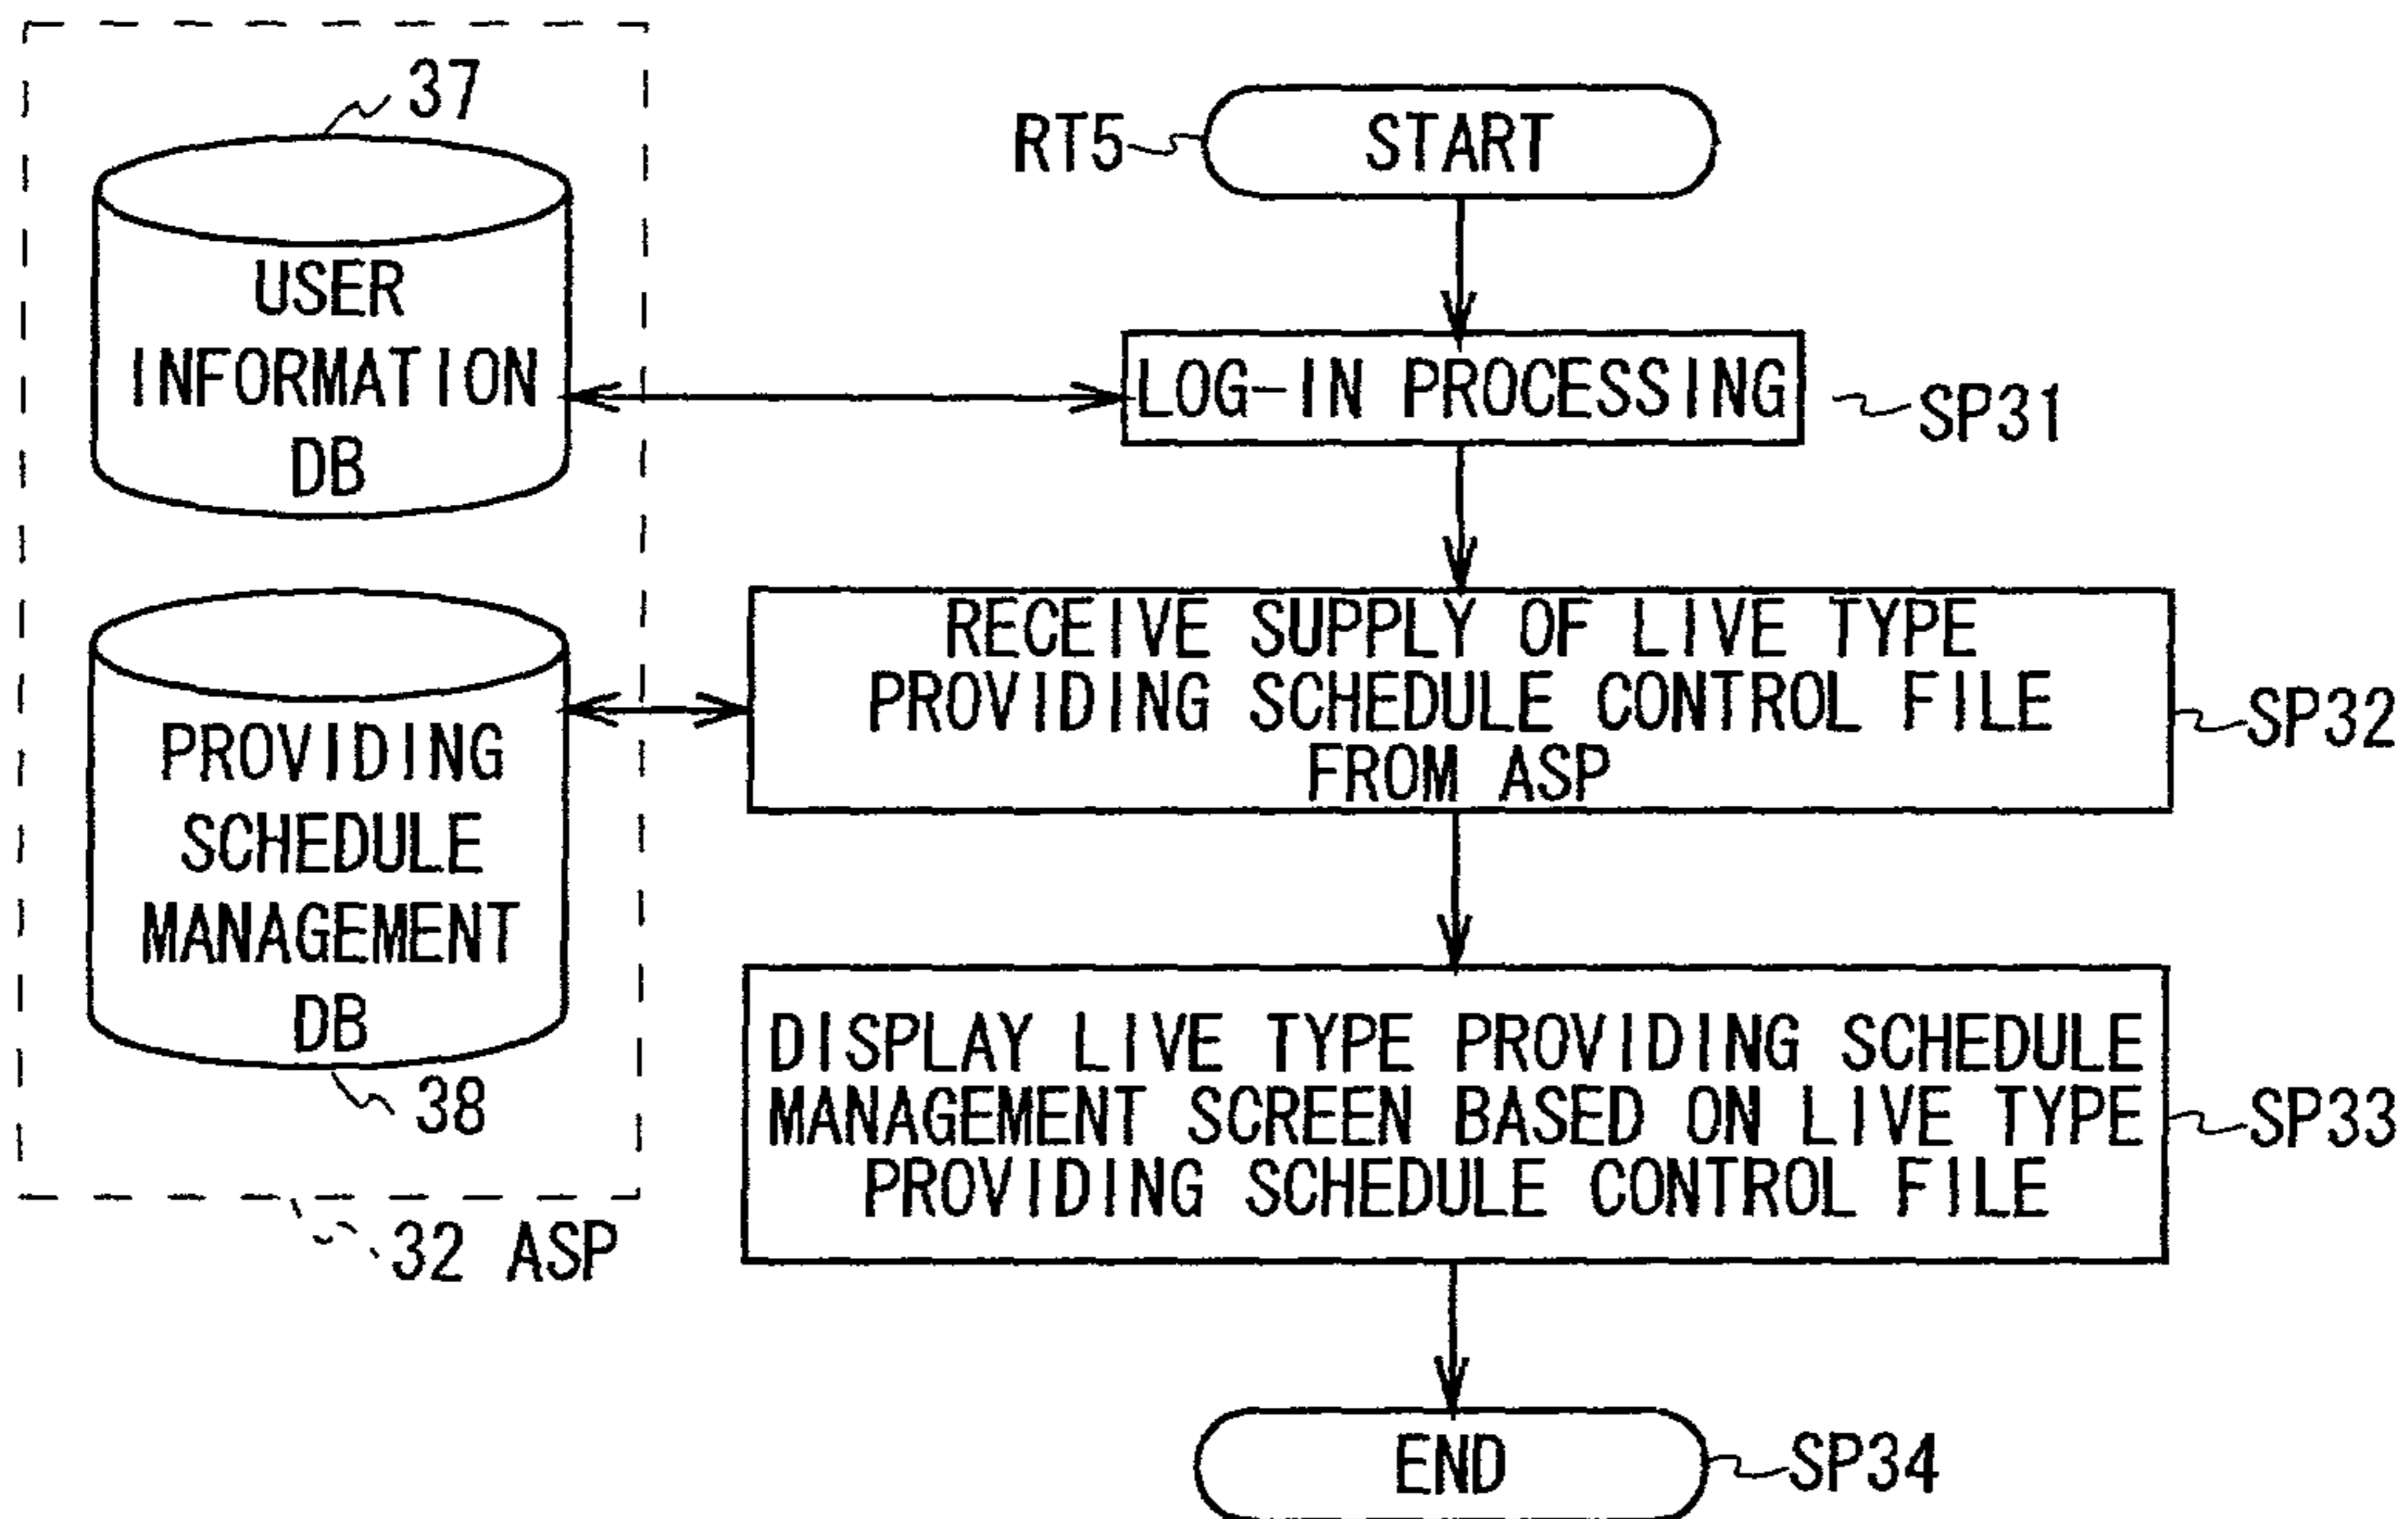 37
USER
INFORMATION
DB
PROVIDING
SCHEDULE
MANAGEMENT
DB
38
32 ASP
RT5
START
LOG-IN PROCESSING
SP31
RECEIVE SUPPLY OF LIVE TYPE
PROVIDING SCHEDULE CONTROL FILE
FROM ASP
SP32
DISPLAY LIVE TYPE PROVIDING SCHEDULE
MANAGEMENT SCREEN BASED ON LIVE TYPE
PROVIDING SCHEDULE CONTROL FILE
SP33
END
SP34